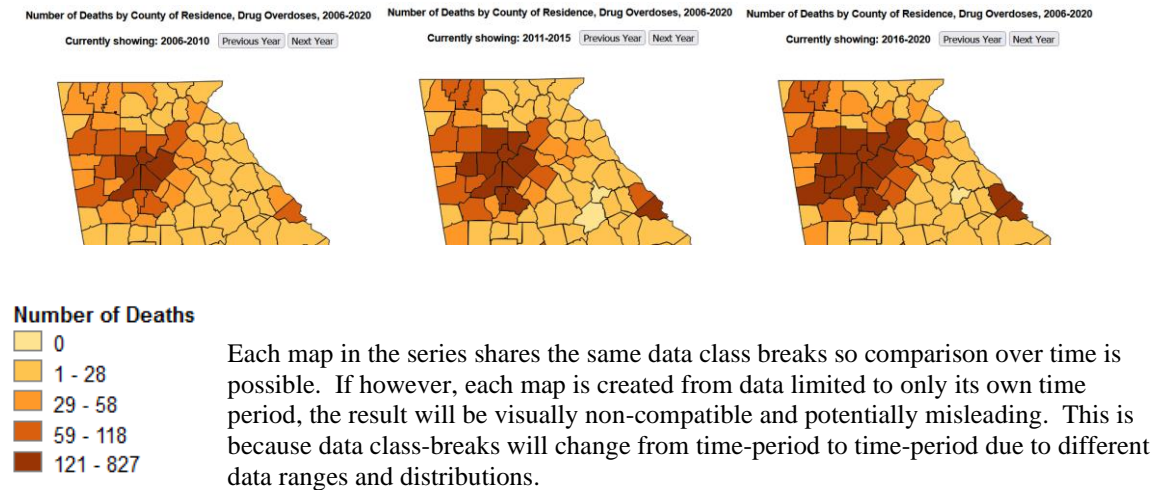 Number of Deaths by County of Residence, Drug Overdoses, 2006-2020
Currently showing: 2006-2010 Previous Year Next Year
Number of Deaths by County of Residence, Drug Overdoses, 2006-2020
Currently showing: 2011-2015 Previous Year Next Year
Number of Deaths by County of Residence, Drug Overdoses, 2006-2020
Currently showing: 2016-2020 Previous Year Next Year
Number of Deaths
0
1 - 28
29 - 58
59 - 118
121 - 827
Each map in the series shares the same data class breaks so comparison over time is
possible. If however, each map is created from data limited to only its own time
period, the result will be visually non-compatible and potentially misleading. This is
because data class-breaks will change from time-period to time-period due to different
data ranges and distributions.